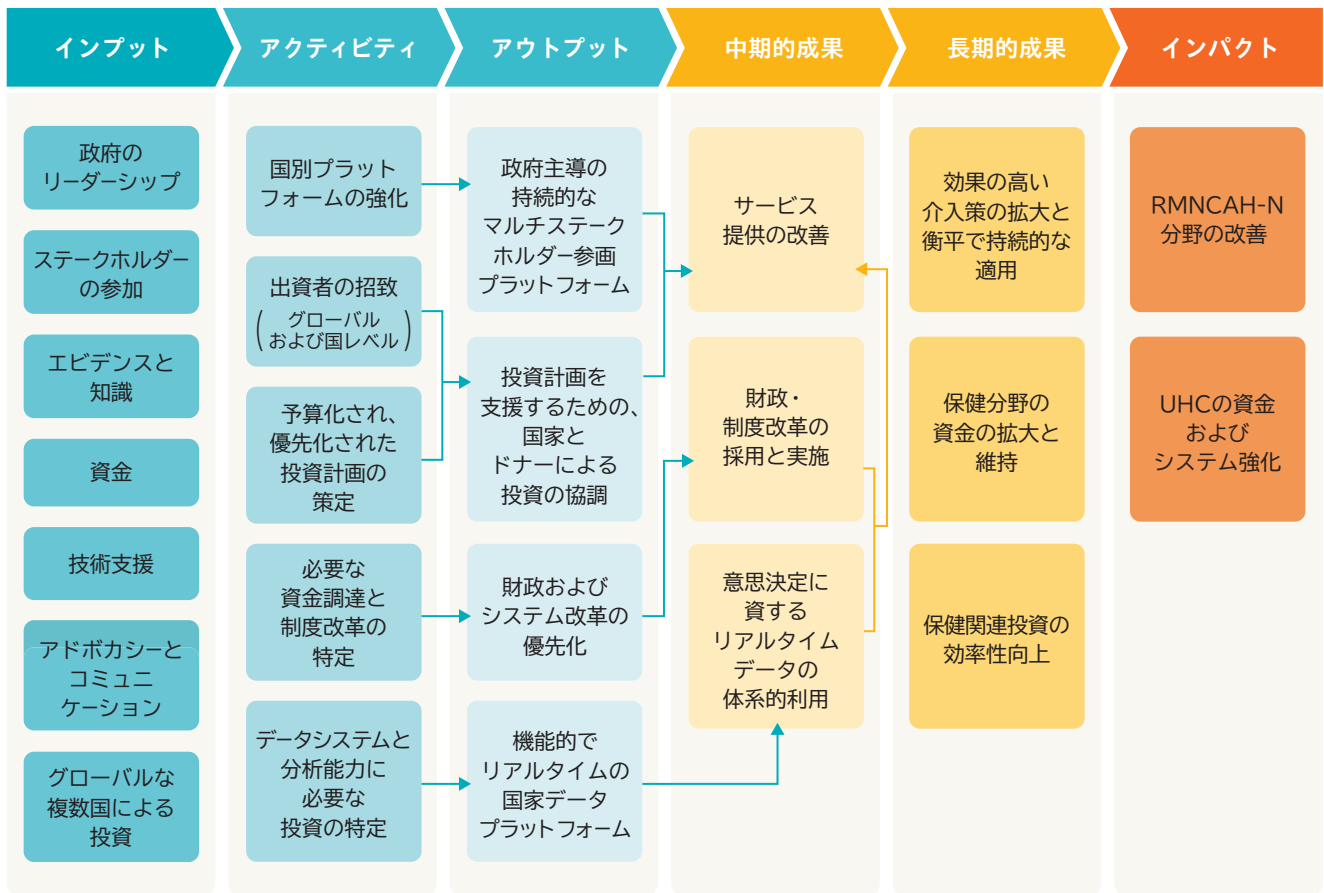 インプット
アクティビティ
アウトプット
中期的成果
長期的成果
インパクト
政府の
リーダーシップ
ステークホルダー
の参加
エビデンスと
知識
資金
技術支援
アドボカシーと
コミュニ
ケーション
グローバルな
複数国による
投資
国別プラット
フォームの強化
出資者の招致
(グローバル
および国レベル)
予算化され、
優先化された
投資計画の
策定
必要な
資金調達と
制度改革の
特定
データシステムと
分析能力に
必要な
投資の特定
政府主導の
持続的な
マルチステーク
ホルダー参画
プラットフォーム
投資計画を
支援するための、
国家と
ドナーによる
投資の協調
財政および
システム改革の
優先化
機能的で
リアルタイムの
国家データ
プラットフォーム
サービス
提供の改善
財政・
制度改革の
採用と実施
意思決定に
資する
リアルタイム
データの
体系的利用
効果の高い
介入策の拡大と
衡平で持続的な
適用
保健分野の
資金の拡大と
維持
保健関連投資の
効率性向上
RMNCAH-N
分野の改善
UHCの資金
および
システム強化